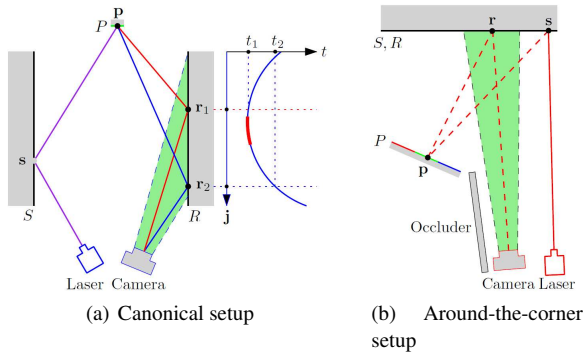 p
P
t₁ t₂
t
r₁
s
r₂
S
R
j
Laser
Camera
(a) Canonical setup
r
s
S, R
P
p
Occluder
Camera Laser
(b) Around-the-corner
setup